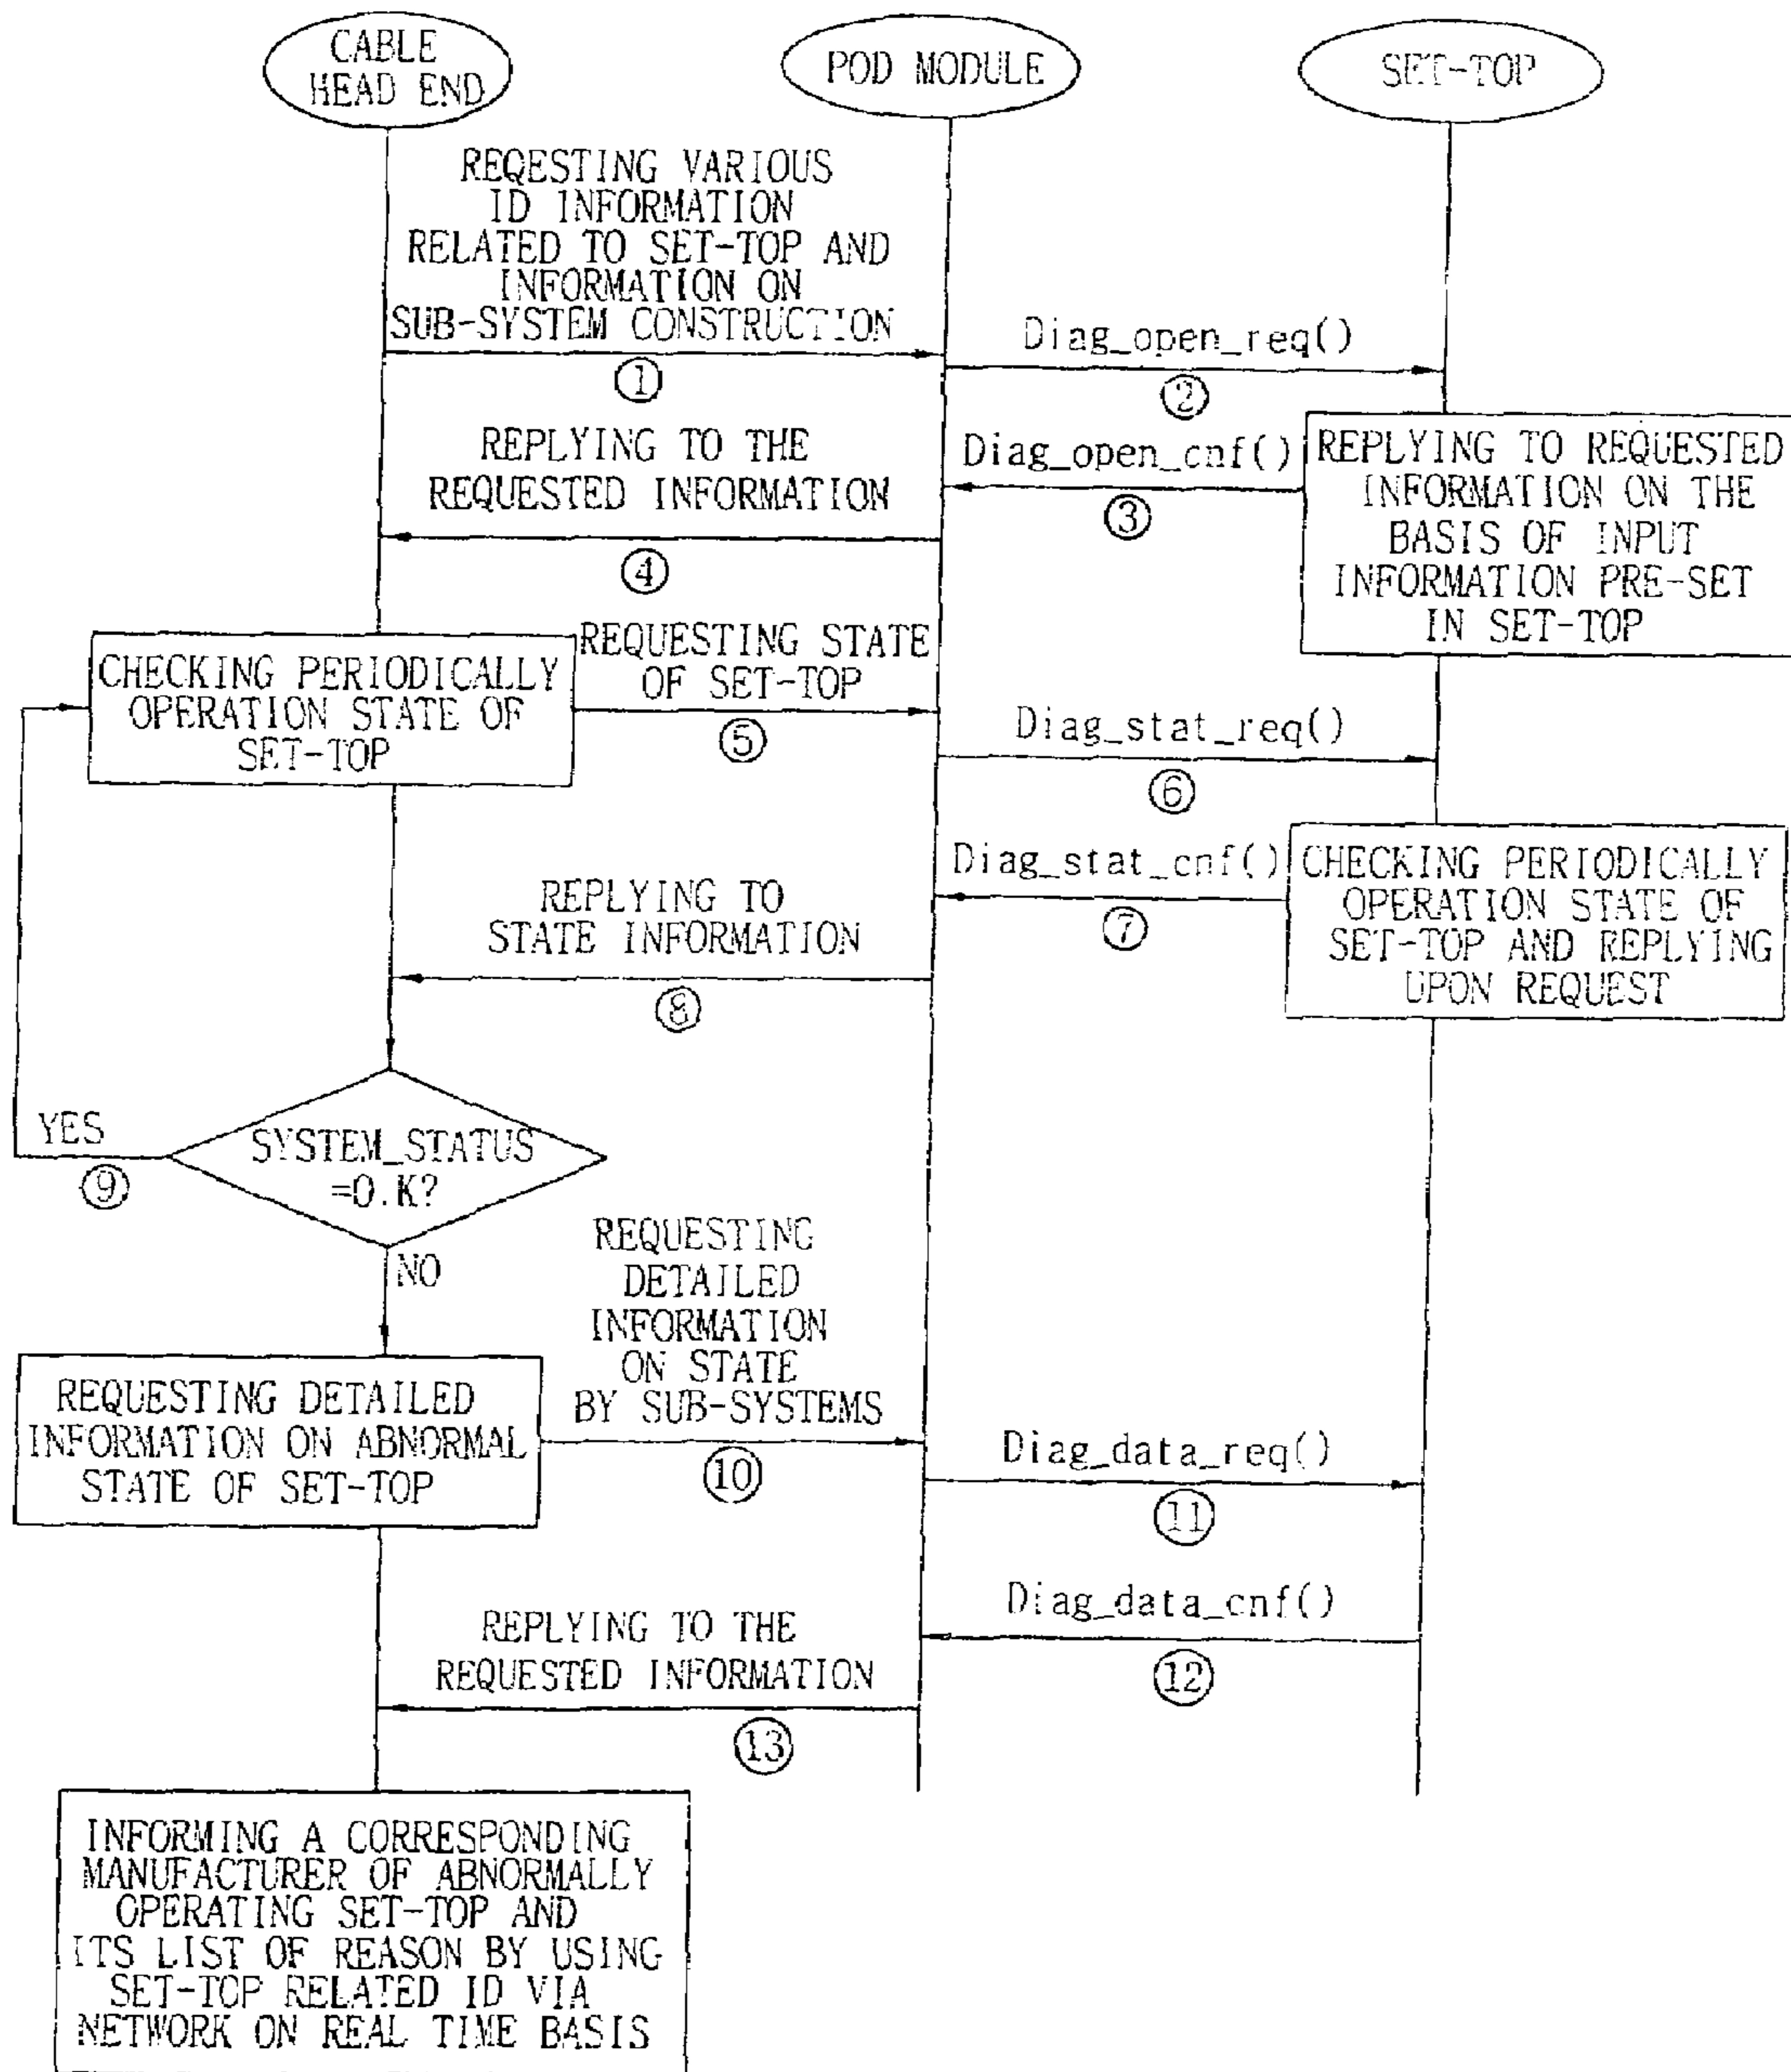 CABLE
HEAD END
POD MODULE
SET-TOP
REQESTING VARIOUS
ID INFORMATION
RELATED TO SET-TOP AND
INFORMATION ON
SUB-SYSTEM CONSTRUCTION
①
Diag_open_req()
②
REPLYING TO THE
REQUESTED INFORMATION
④
Diag_open_cnf()
③
REPLYING TO REQUESTED
INFORMATION ON THE
BASIS OF INPUT
INFORMATION PRE-SET
IN SET-TOP
CHECKING PERIODICALLY
OPERATION STATE OF
SET-TOP
REQUESTING STATE
OF SET-TOP
⑤
Diag_stat_req()
⑥
Diag_stat_cnf()
⑦
CHECKING PERIODICALLY
OPERATION STATE OF
SET-TOP AND REPLYING
UPON REQUEST
REPLYING TO
STATE INFORMATION
⑧
YES
⑨
SYSTEM_STATUS
=O.K?
NO
REQUESTING DETAILED
INFORMATION ON ABNORMAL
STATE OF SET-TOP
REQUESTING
DETAILED
INFORMATION
ON STATE
BY SUB-SYSTEMS
⑩
Diag_data_req()
⑪
Diag_data_cnf()
⑫
REPLYING TO THE
REQUESTED INFORMATION
⑬
INFORMING A CORRESPONDING
MANUFACTURER OF ABNORMALLY
OPERATING SET-TOP AND
ITS LIST OF REASON BY USING
SET-TOP RELATED ID VIA
NETWORK ON REAL TIME BASIS